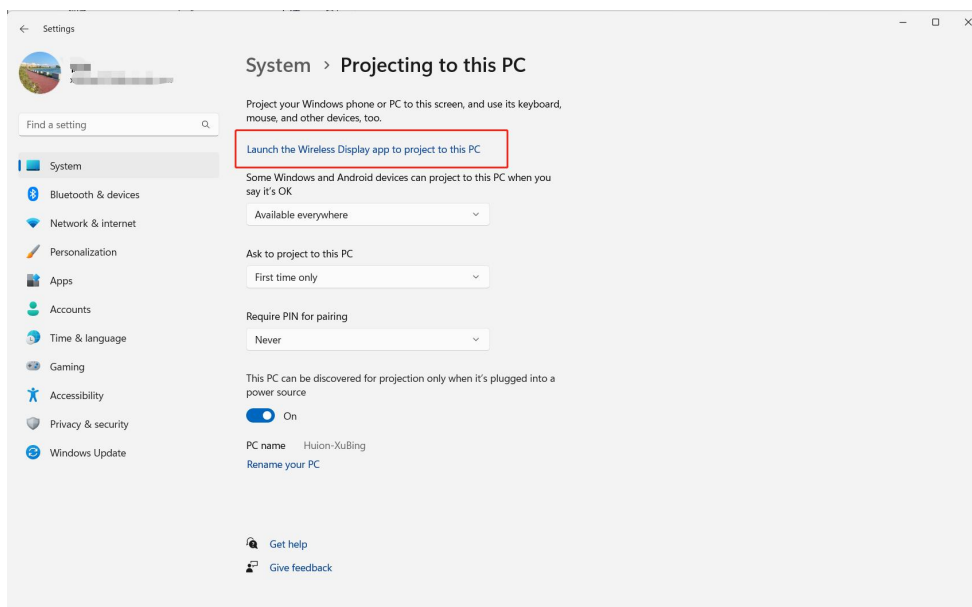 Settings
System > Projecting to this PC
Project your Windows phone or PC to this screen, and use its keyboard,
mouse, and other devices, too.
Find a setting
Launch the Wireless Display app to project to this PC
System
Some Windows and Android devices can project to this PC when you
say it's OK
Bluetooth & devices
Available everywhere
Network & internet
Personalization
Ask to project to this PC
Apps
First time only
Accounts
Require PIN for pairing
Time & language
Never
Gaming
This PC can be discovered for projection only when it's plugged into a
power source
Accessibility
On
Privacy & security
PC name Huion-XuBing
Windows Update
Rename your PC
Get help
Give feedback